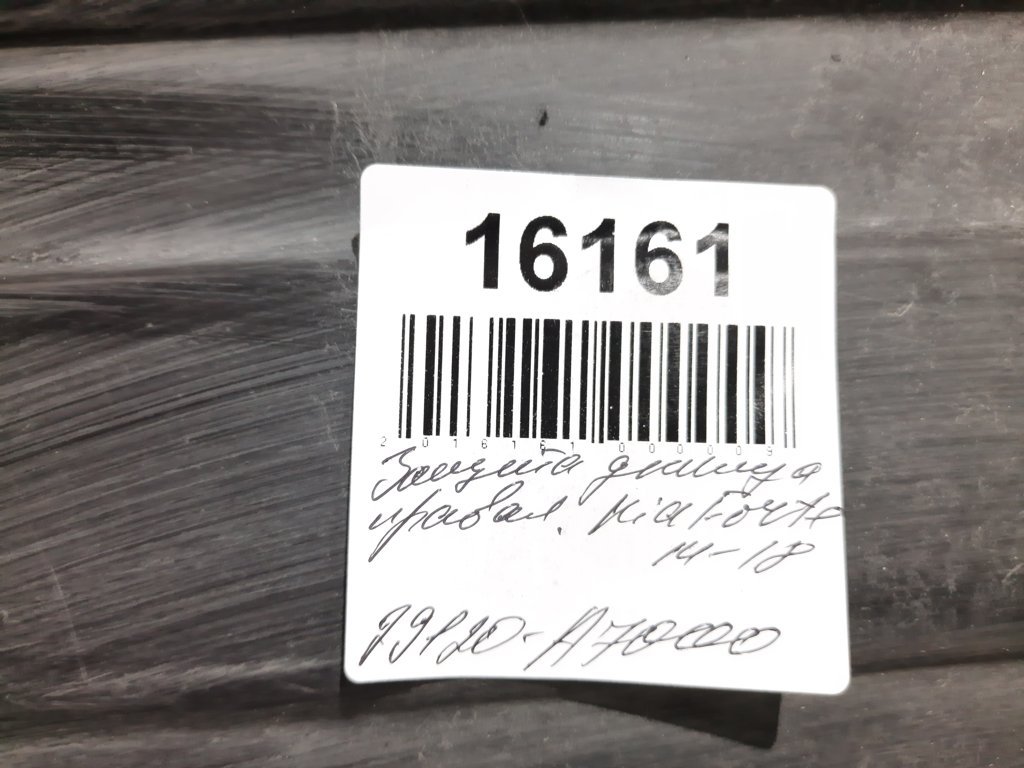 16161
2016161000009
Защита днища
правая. Kia Forte
14-18
29120-A7000